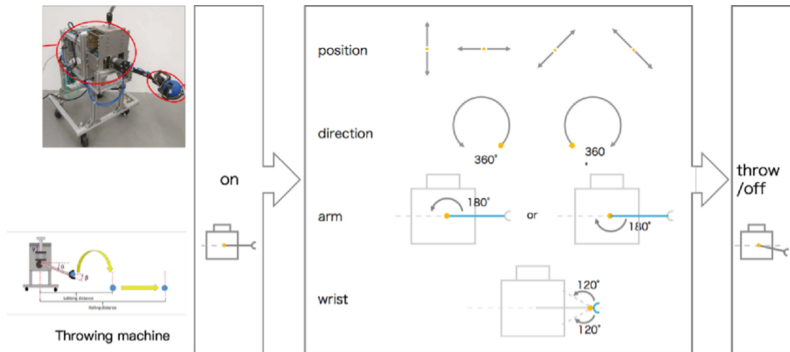 position
direction
360°
360
on
arm
180°
or
180°
throw
/off
wrist
120°
120°
α
β
Throwing machine